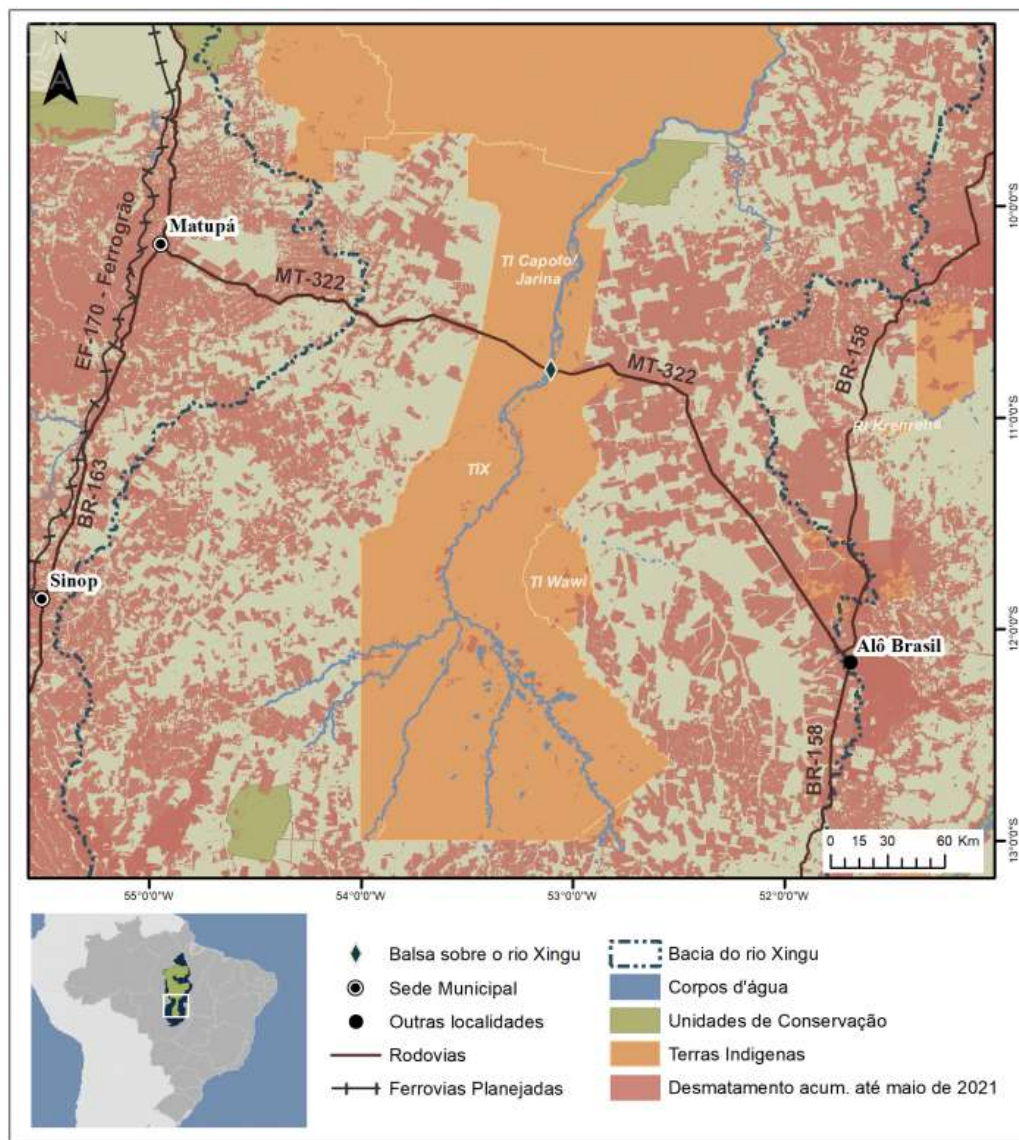 N
Matupá
MT-322
EF-170 - Ferrogrão
BR-163
Sinop
TI Capoto/
Jarina
MT-322
BR-158
TIX
TI Wawi
Alô Brasil
BR-158
0 15 30 60 Km
10°0'0"S
11°0'0"S
12°0'0"S
13°0'0"S
55°0'0"W
54°0'0"W
53°0'0"W
52°0'0"W
Balsa sobre o rio Xingu
Sede Municipal
Outras localidades
Rodovias
Ferrovias Planejadas
Bacia do rio Xingu
Corpos d'água
Unidades de Conservação
Terras Indigenas
Desmatamento acum. até maio de 2021